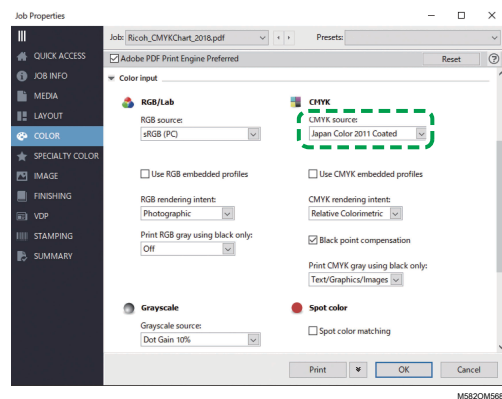 Job Properties
Job: Ricoh_CMYKChart_2018.pdf Presets:
QUICK ACCESS
JOB INFO
MEDIA
LAYOUT
COLOR
SPECIALTY COLOR
IMAGE
FINISHING
VDP
STAMPING
SUMMARY
Adobe PDF Print Engine Preferred Reset
Color input
RGB/Lab
RGB source:
sRGB (PC)
Use RGB embedded profiles
RGB rendering intent:
Photographic
Print RGB gray using black only:
Off
CMYK
CMYK source:
Japan Color 2011 Coated
Use CMYK embedded profiles
CMYK rendering intent:
Relative Colorimetric
Black point compensation
Print CMYK gray using black only:
Text/Graphics/Images
Grayscale
Grayscale source:
Dot Gain 10%
Spot color
Spot color matching
Print OK Cancel
M582OM568